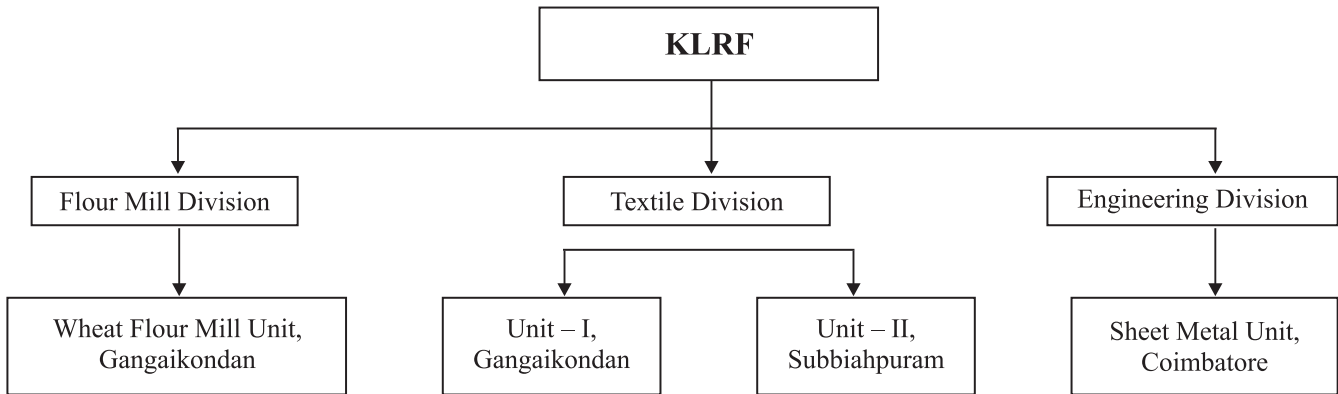 KLRF
Flour Mill Division
Textile Division
Engineering Division
Wheat Flour Mill Unit,
Gangaikondan
Unit – I,
Gangaikondan
Unit – II,
Subbiahpuram
Sheet Metal Unit,
Coimbatore